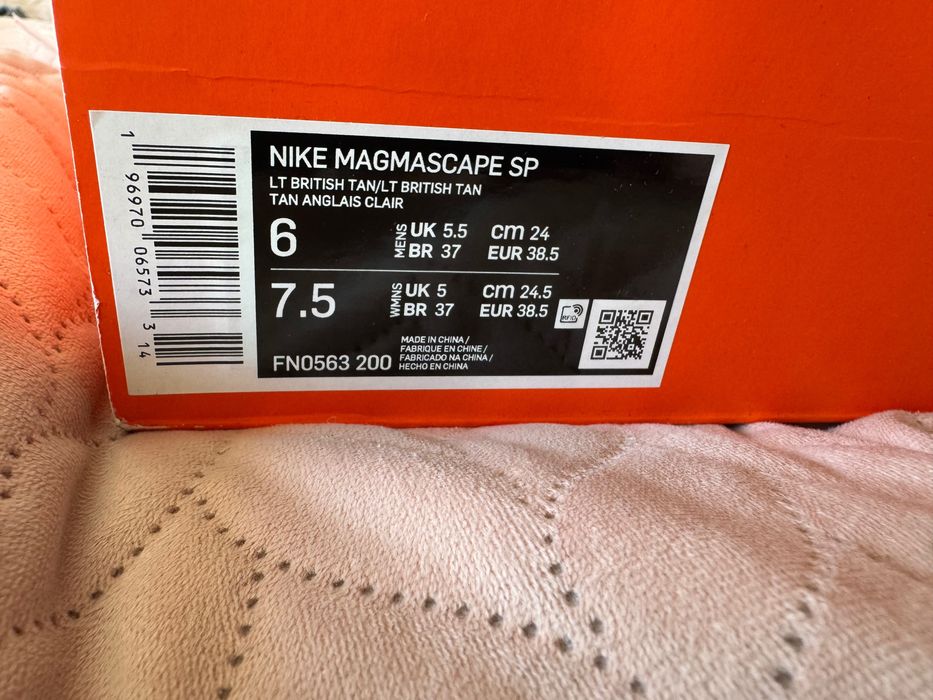 NIKE MAGMASCAPE SP
LT BRITISH TAN/LT BRITISH TAN
TAN ANGLAIS CLAIR
6 MENS UK 5.5 cm 24
BR 37 EUR 38.5
7.5 WMNS UK 5 cm 24.5
BR 37 EUR 38.5
RFID
FN0563 200
MADE IN CHINA /
FABRIQUE EN CHINE /
FABRICADO NA CHINA /
HECHO EN CHINA
1 96970 06573 3 14